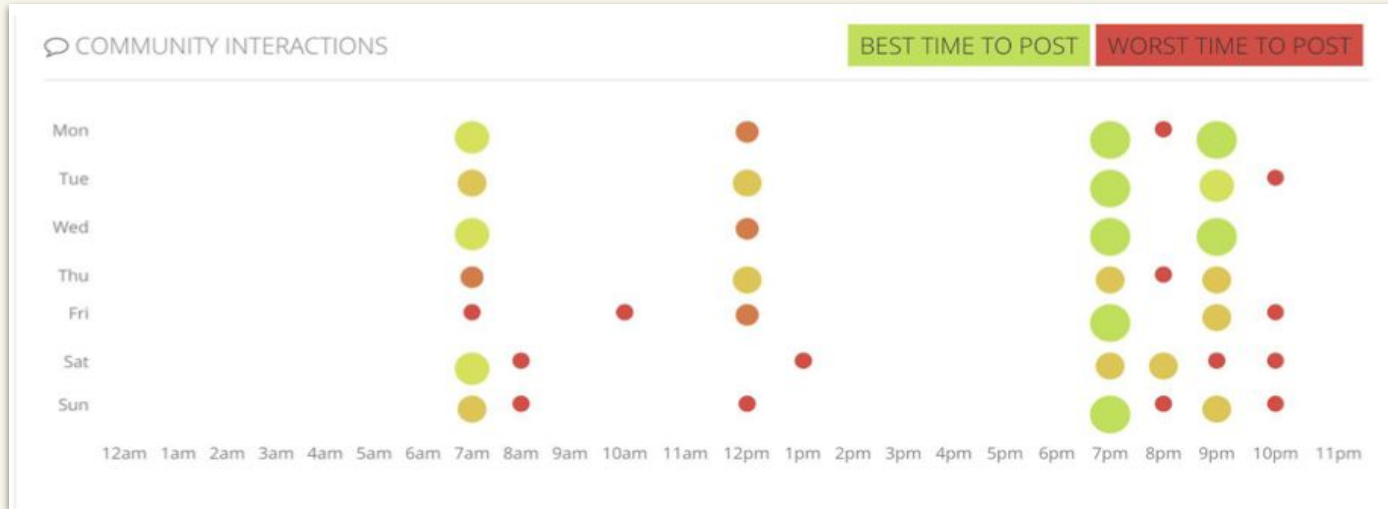 COMMUNITY INTERACTIONS
BEST TIME TO POST
WORST TIME TO POST
Mon
Tue
Wed
Thu
Fri
Sat
Sun
12am 1am 2am 3am 4am 5am 6am 7am 8am 9am 10am 11am 12pm 1pm 2pm 3pm 4pm 5pm 6pm 7pm 8pm 9pm 10pm 11pm